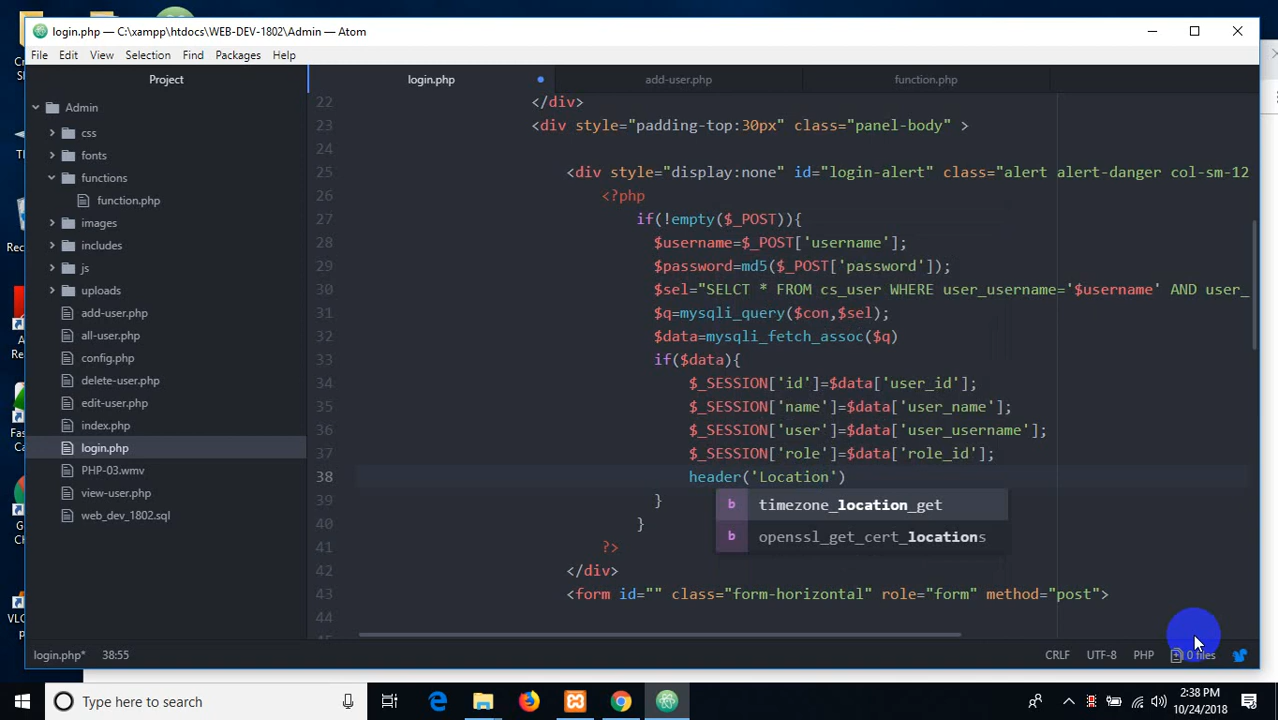 login.php — C:\xampp\htdocs\WEB-DEV-1802\Admin — Atom
File Edit View Selection Find Packages Help
Project
login.php add-user.php function.php
Admin
css
fonts
functions
function.php
images
includes
js
uploads
add-user.php
all-user.php
config.php
delete-user.php
edit-user.php
index.php
login.php
PHP-03.wmv
view-user.php
web_dev_1802.sql
22 </div>
23 <div style="padding-top:30px" class="panel-body" >
24
25 <div style="display:none" id="login-alert" class="alert alert-danger col-sm-12
26 <?php
27 if(!empty($_POST)){
28 $username=$_POST['username'];
29 $password=md5($_POST['password']);
30 $sel="SELCT * FROM cs_user WHERE user_username='$username' AND user_
31 $q=mysqli_query($con,$sel);
32 $data=mysqli_fetch_assoc($q)
33 if($data){
34 $_SESSION['id']=$data['user_id'];
35 $_SESSION['name']=$data['user_name'];
36 $_SESSION['user']=$data['user_username'];
37 $_SESSION['role']=$data['role_id'];
38 header('Location')
39 }
b timezone_location_get
40 }
b openssl_get_cert_locations
41 ?>
42 </div>
43 <form id="" class="form-horizontal" role="form" method="post">
44
login.php* 38:55 CRLF UTF-8 PHP 0 files
Type here to search
2:38 PM
10/24/2018